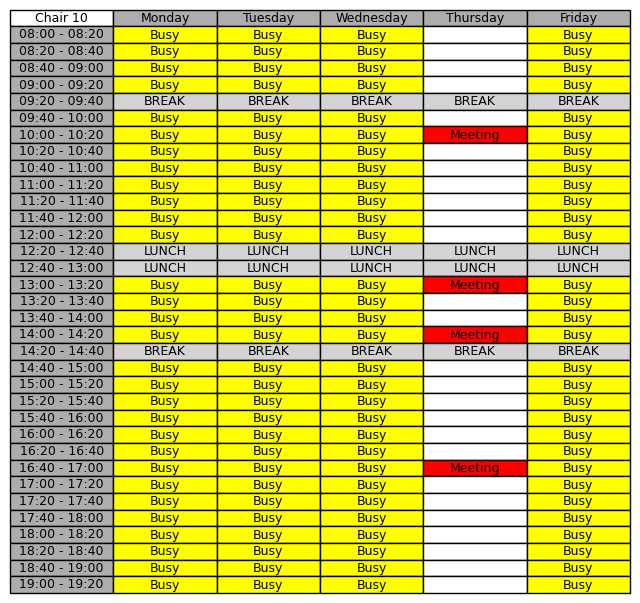 Chair 10 Monday Tuesday Wednesday Thursday Friday
08:00 - 08:20 Busy Busy Busy Busy
08:20 - 08:40 Busy Busy Busy Busy
08:40 - 09:00 Busy Busy Busy Busy
09:00 - 09:20 Busy Busy Busy Busy
09:20 - 09:40 BREAK BREAK BREAK BREAK BREAK
09:40 - 10:00 Busy Busy Busy Busy
10:00 - 10:20 Busy Busy Busy Meeting Busy
10:20 - 10:40 Busy Busy Busy Busy
10:40 - 11:00 Busy Busy Busy Busy
11:00 - 11:20 Busy Busy Busy Busy
11:20 - 11:40 Busy Busy Busy Busy
11:40 - 12:00 Busy Busy Busy Busy
12:00 - 12:20 Busy Busy Busy Busy
12:20 - 12:40 LUNCH LUNCH LUNCH LUNCH LUNCH
12:40 - 13:00 LUNCH LUNCH LUNCH LUNCH LUNCH
13:00 - 13:20 Busy Busy Busy Meeting Busy
13:20 - 13:40 Busy Busy Busy Busy
13:40 - 14:00 Busy Busy Busy Busy
14:00 - 14:20 Busy Busy Busy Meeting Busy
14:20 - 14:40 BREAK BREAK BREAK BREAK BREAK
14:40 - 15:00 Busy Busy Busy Busy
15:00 - 15:20 Busy Busy Busy Busy
15:20 - 15:40 Busy Busy Busy Busy
15:40 - 16:00 Busy Busy Busy Busy
16:00 - 16:20 Busy Busy Busy Busy
16:20 - 16:40 Busy Busy Busy Busy
16:40 - 17:00 Busy Busy Busy Meeting Busy
17:00 - 17:20 Busy Busy Busy Busy
17:20 - 17:40 Busy Busy Busy Busy
17:40 - 18:00 Busy Busy Busy Busy
18:00 - 18:20 Busy Busy Busy Busy
18:20 - 18:40 Busy Busy Busy Busy
18:40 - 19:00 Busy Busy Busy Busy
19:00 - 19:20 Busy Busy Busy Busy